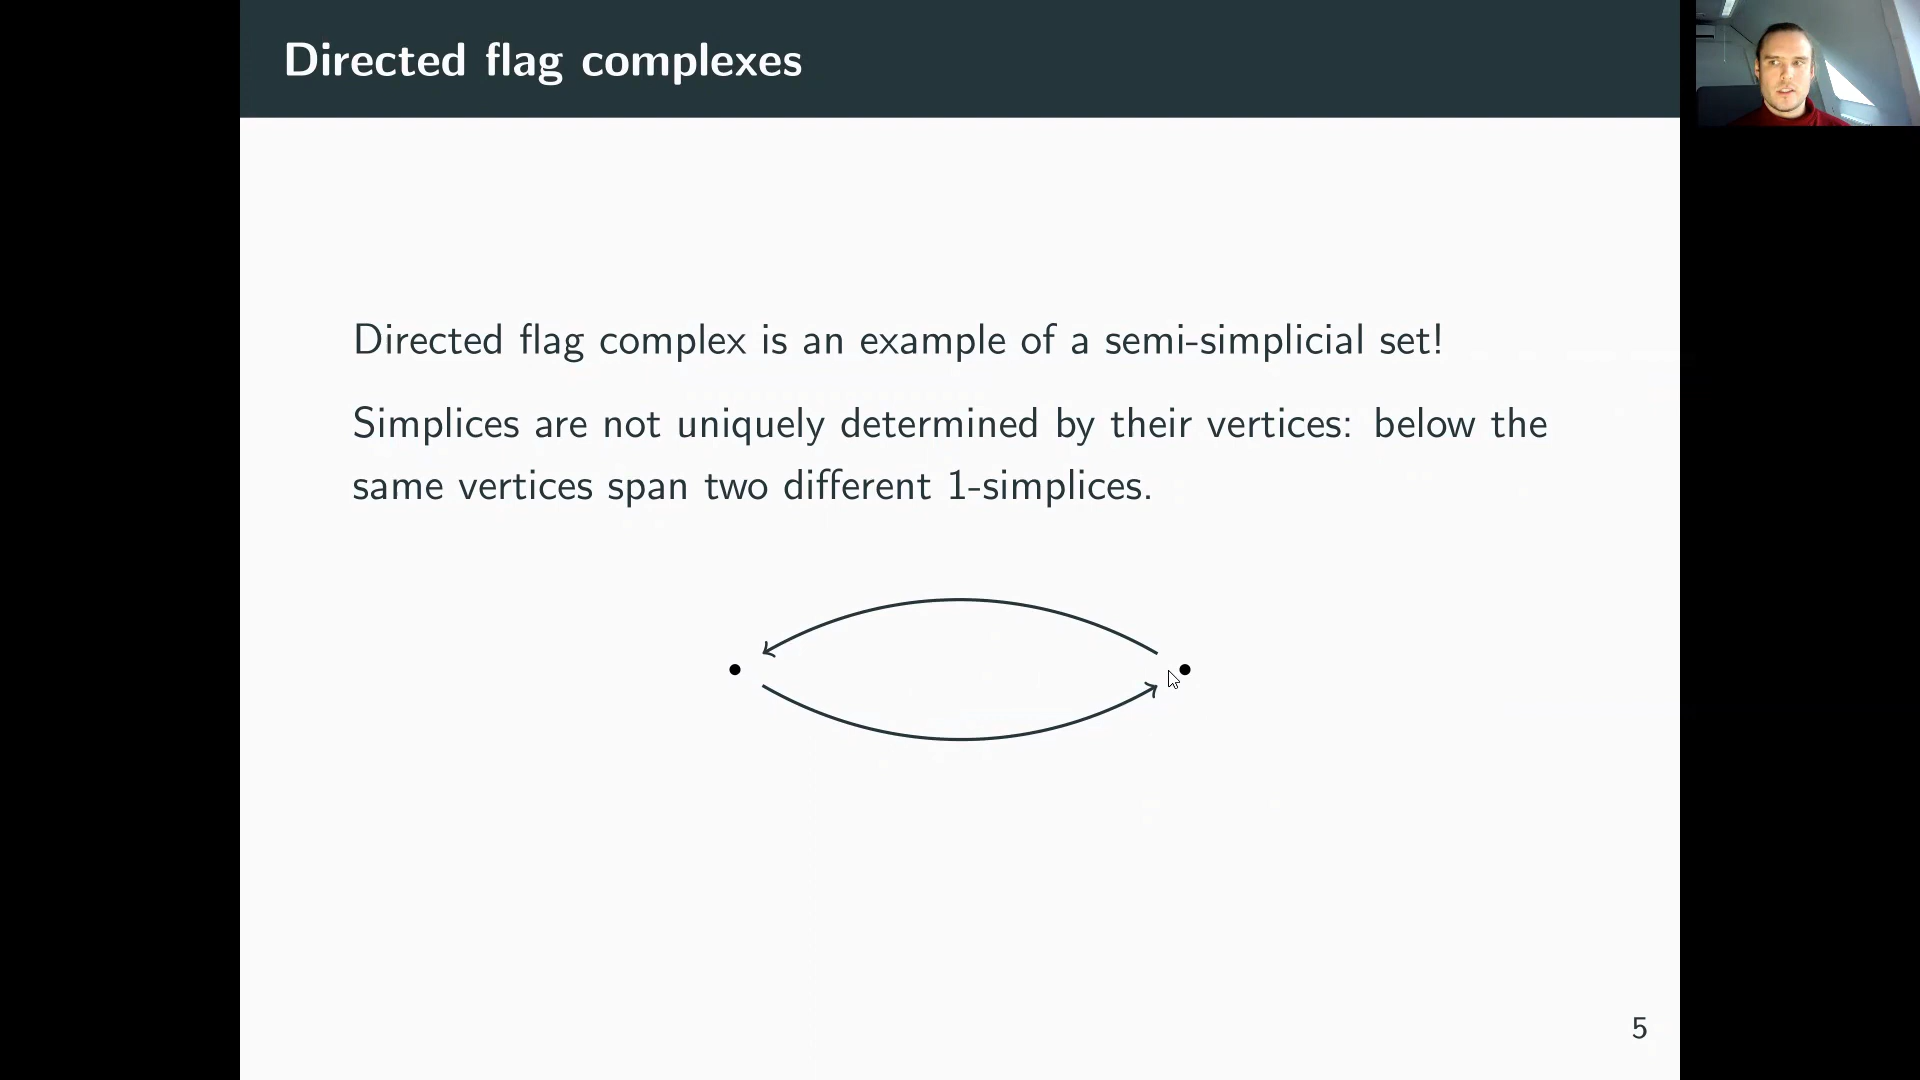 Directed flag complexes
Directed flag complex is an example of a semi-simplicial set!
Simplices are not uniquely determined by their vertices: below the
same vertices span two different 1-simplices.
5